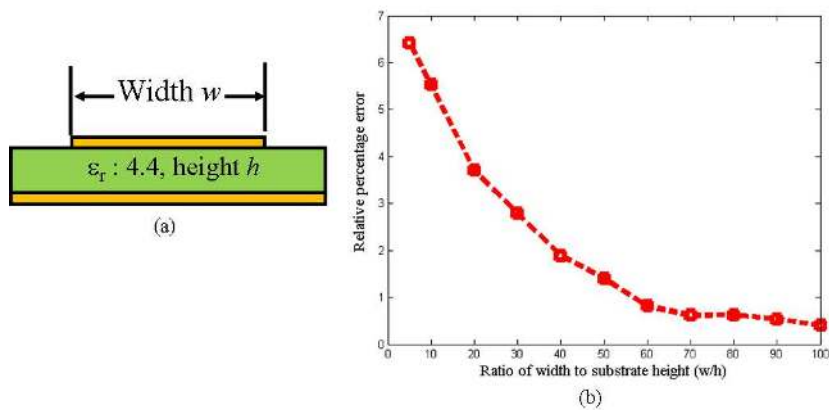 Width w
εr : 4.4, height h
(a)
Relative percentage error
7
6
5
4
3
2
1
0
0 10 20 30 40 50 60 70 80 90 100
Ratio of width to substrate height (w/h)
(b)